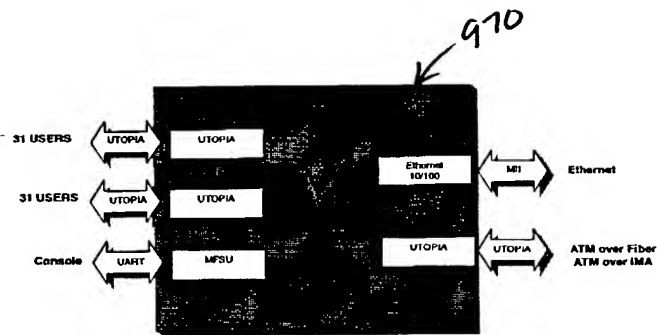 970
31 USERS UTOPIA UTOPIA
Ethernet 10/100 MII Ethernet
31 USERS UTOPIA UTOPIA
Console UART MFSU
UTOPIA UTOPIA ATM over Fiber
ATM over IMA